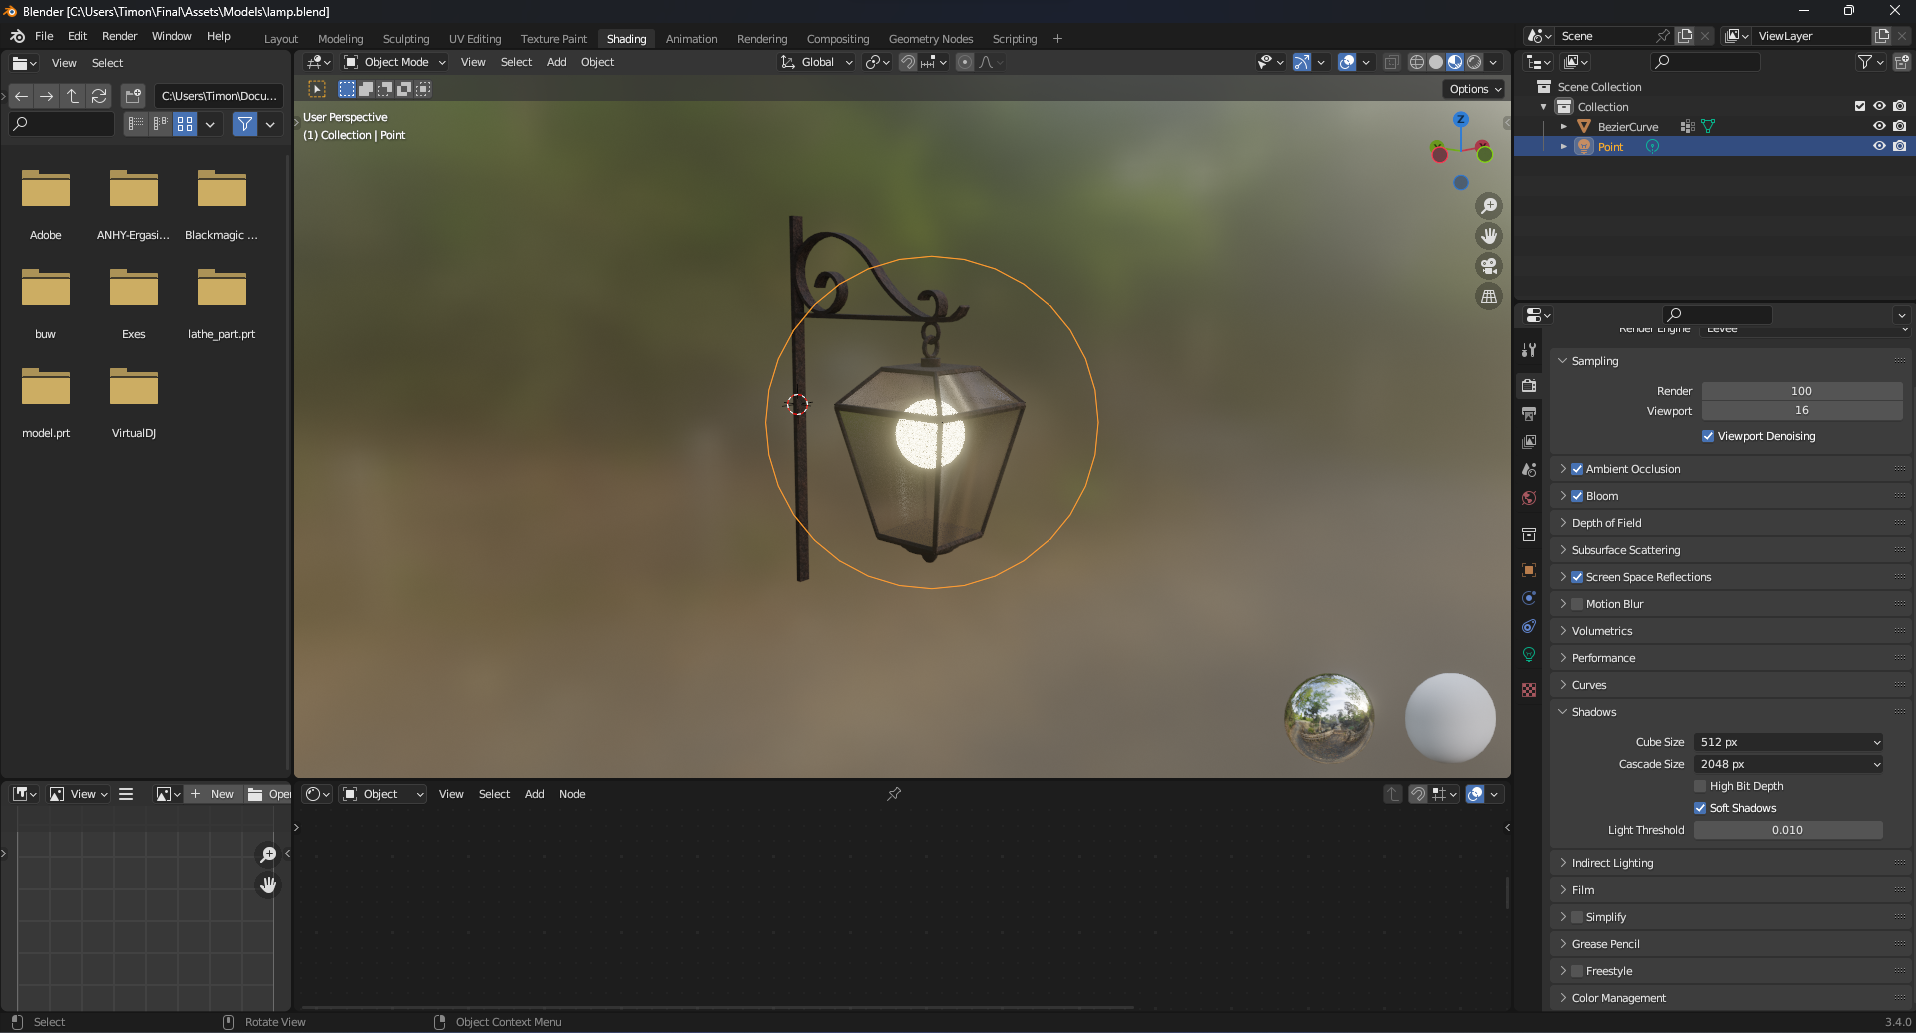 Blender [C:\Users\Timon\Final\Assets\Models\lamp.blend]
File Edit Render Window Help
Layout Modeling Sculpting UV Editing Texture Paint Shading Animation Rendering Compositing Geometry Nodes Scripting
Scene
ViewLayer
View Select
C:\Users\Timon\Docu...
Adobe
ANHY-Ergasi...
Blackmagic ...
buw
Exes
lathe_part.prt
model.prt
VirtualDJ
Object Mode View Select Add Object
Global
Options
User Perspective
(1) Collection | Point
Z
Scene Collection
Collection
BezierCurve
Point
Render Engine Eevee
Sampling
Render 100
Viewport 16
Viewport Denoising
Ambient Occlusion
Bloom
Depth of Field
Subsurface Scattering
Screen Space Reflections
Motion Blur
Volumetrics
Performance
Curves
Shadows
Cube Size 512 px
Cascade Size 2048 px
High Bit Depth
Soft Shadows
Light Threshold 0.010
Indirect Lighting
Film
Simplify
Grease Pencil
Freestyle
Color Management
View
New
Open
Object View Select Add Node
Select
Rotate View
Object Context Menu
3.4.0